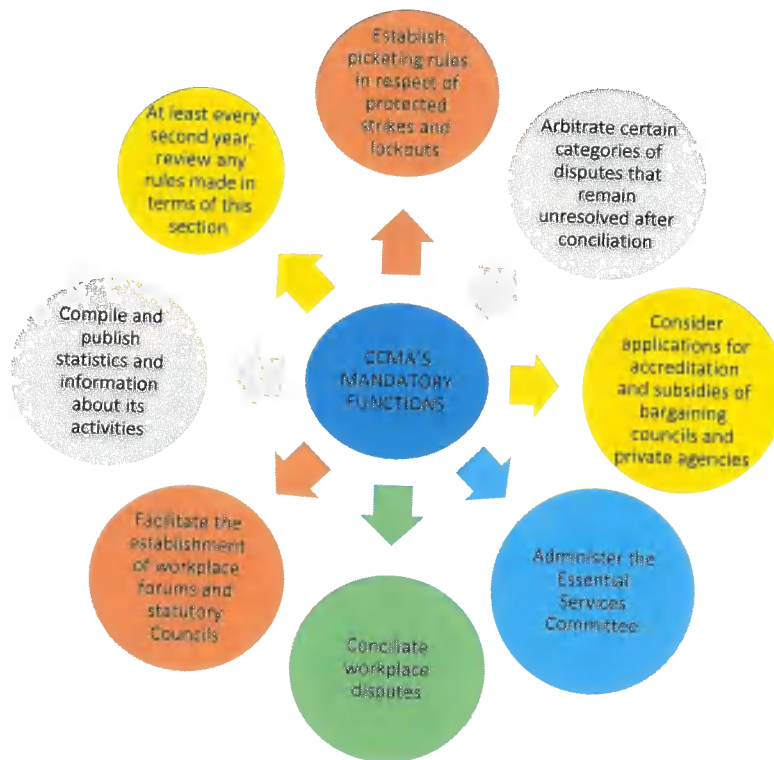 Establish
picketing rules
in respect of
protected
strikes and
lockouts
Arbitrate certain
categories of
disputes that
remain
unresolved after
conciliation
Consider
applications for
accreditation
and subsidies of
bargaining
councils and
private agencies
Administer the
Essential
Services
Committee
Conciliate
workplace
disputes
Facilitate the
establishment
of workplace
forums and
statutory
Councils
Compile and
publish
statistics and
information
about its
activities
At least every
second year,
review any
rules made in
terms of this
section
CCMA'S
MANDATORY
FUNCTIONS